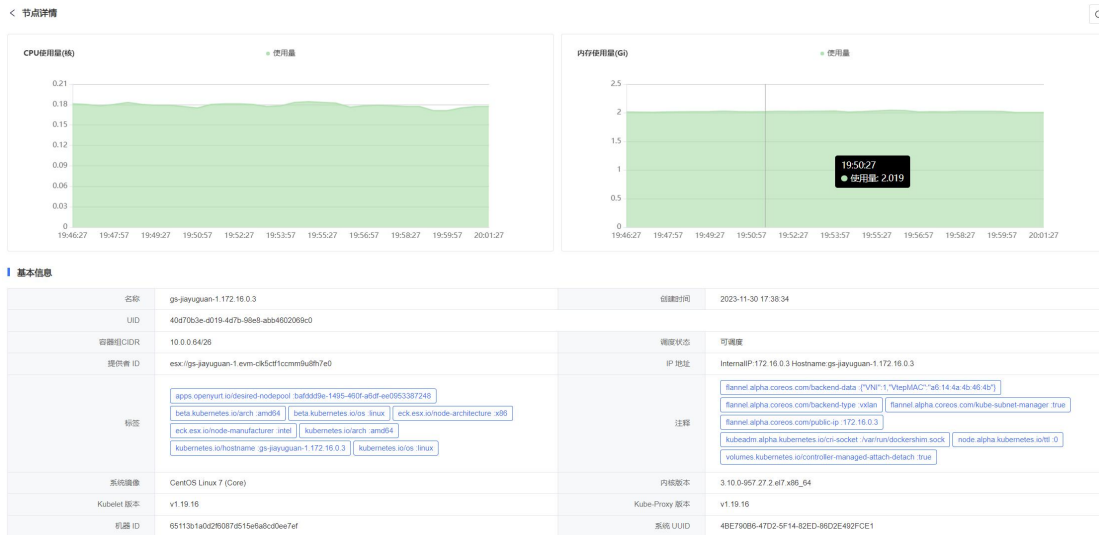 节点详情
CPU使用量(核)
使用量
0.21
0.18
0.15
0.12
0.09
0.06
0.03
0
19:46:27 19:47:57 19:49:27 19:50:57 19:52:27 19:53:57 19:55:27 19:56:57 19:58:27 19:59:57 20:01:27
内存使用量(Gi)
使用量
2.5
2
1.5
1
0.5
0
19:50:27
使用量: 2.019
19:46:27 19:47:57 19:49:27 19:50:57 19:52:27 19:53:57 19:55:27 19:56:57 19:58:27 19:59:57 20:01:27
基本信息
名称 gs-jiayuguan-1.172.16.0.3 创建时间 2023-11-30 17:38:34
UID 40d70b3e-d019-4d7b-98e8-abb4602069c0
容器组CIDR 10.0.0.64/26 调度状态 可调度
提供者 ID esx://gs-jiayuguan-1.evm-clk5ctf1ccmm9u8fh7e0 IP 地址 InternalIP:172.16.0.3 Hostname:gs-jiayuguan-1.172.16.0.3
标签
apps.openyurt.io/desired-nodepool :bafddd9e-1495-460f-a6df-ee0953387248
beta.kubernetes.io/arch :amd64 beta.kubernetes.io/os :linux eck.esx.io/node-architecture :x86
eck.esx.io/node-manufacturer :intel kubernetes.io/arch :amd64
kubernetes.io/hostname :gs-jiayuguan-1.172.16.0.3 kubernetes.io/os :linux
注释
flannel.alpha.coreos.com/backend-data :{"VNI":1,"VtepMAC":"a6:14:4a:4b:46:4b"}
flannel.alpha.coreos.com/backend-type :vxlan flannel.alpha.coreos.com/kube-subnet-manager :true
flannel.alpha.coreos.com/public-ip :172.16.0.3
kubeadm.alpha.kubernetes.io/cri-socket :/var/run/dockershim.sock node.alpha.kubernetes.io/ttl :0
volumes.kubernetes.io/controller-managed-attach-detach :true
系统镜像 CentOS Linux 7 (Core) 内核版本 3.10.0-957.27.2.el7.x86_64
Kubelet 版本 v1.19.16 Kube-Proxy 版本 v1.19.16
机器 ID 65113b1a0d2f6087d515e6a8cd0ee7ef 系统 UUID 4BE790B6-47D2-5F14-82ED-86D2E492FCE1